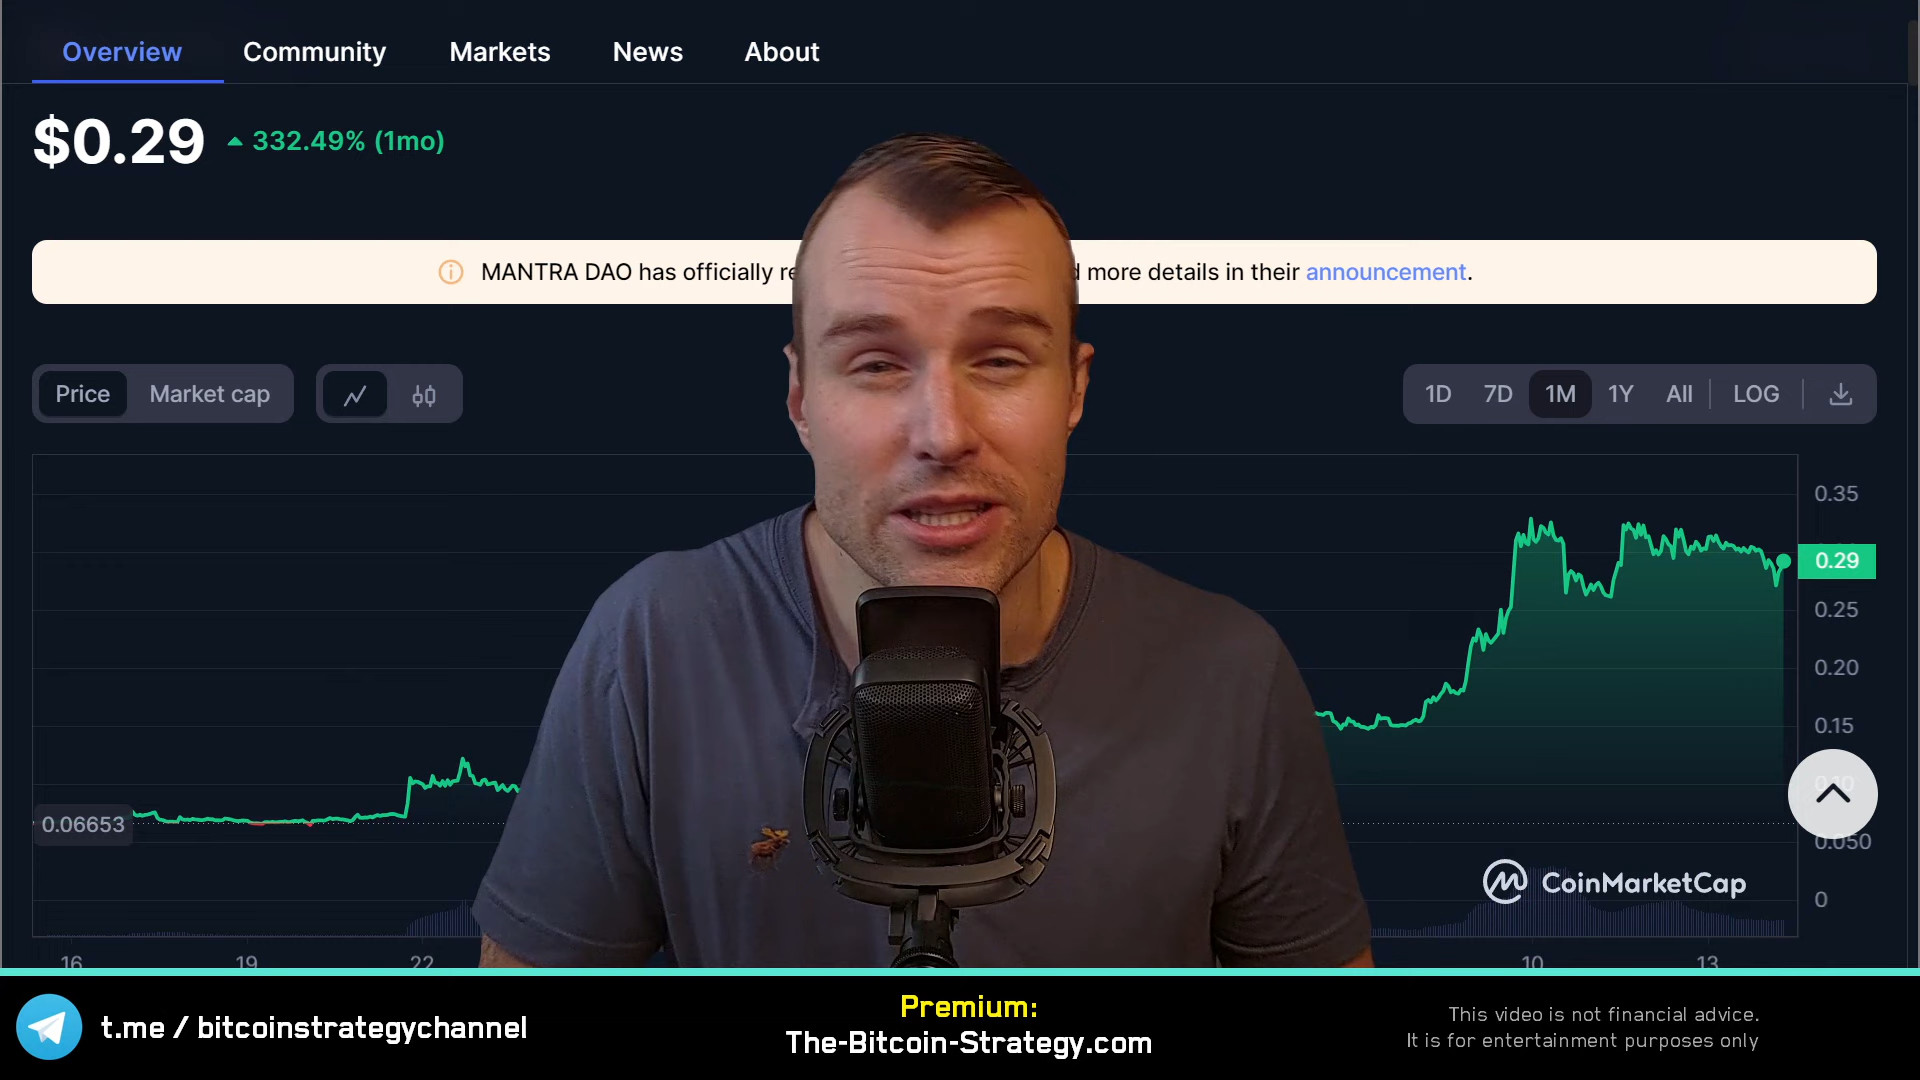 Overview Community Markets News About
$0.29 332.49% (1mo)
MANTRA DAO has officially more details in their announcement.
Price Market cap 1D 7D 1M 1Y All LOG
0.35
0.29
0.25
0.20
0.15
0.06653
0.050
CoinMarketCap
0
16 19 22 10 13
t.me / bitcoinstrategychannel
Premium:
The-Bitcoin-Strategy.com
This video is not financial advice.
It is for entertainment purposes only